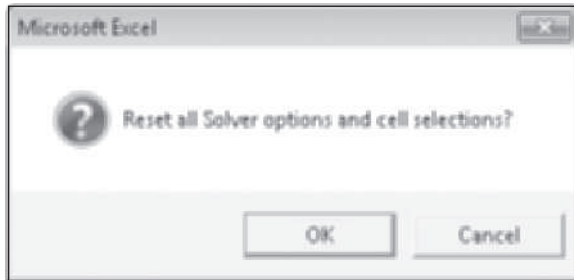 Microsoft Excel
Reset all Solver options and cell selections?
OK
Cancel